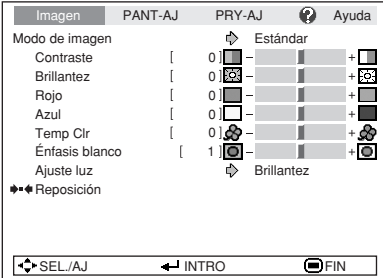 Imagen PANT-AJ PRY-AJ ? Ayuda
Modo de imagen Estándar
Contraste [ 0 ] - +
Brillantez [ 0 ] - +
Rojo [ 0 ] - +
Azul [ 0 ] - +
Temp Clr [ 0 ] - +
Énfasis blanco [ 1 ] - +
Ajuste luz Brillantez
Reposición
SEL./AJ INTRO FIN